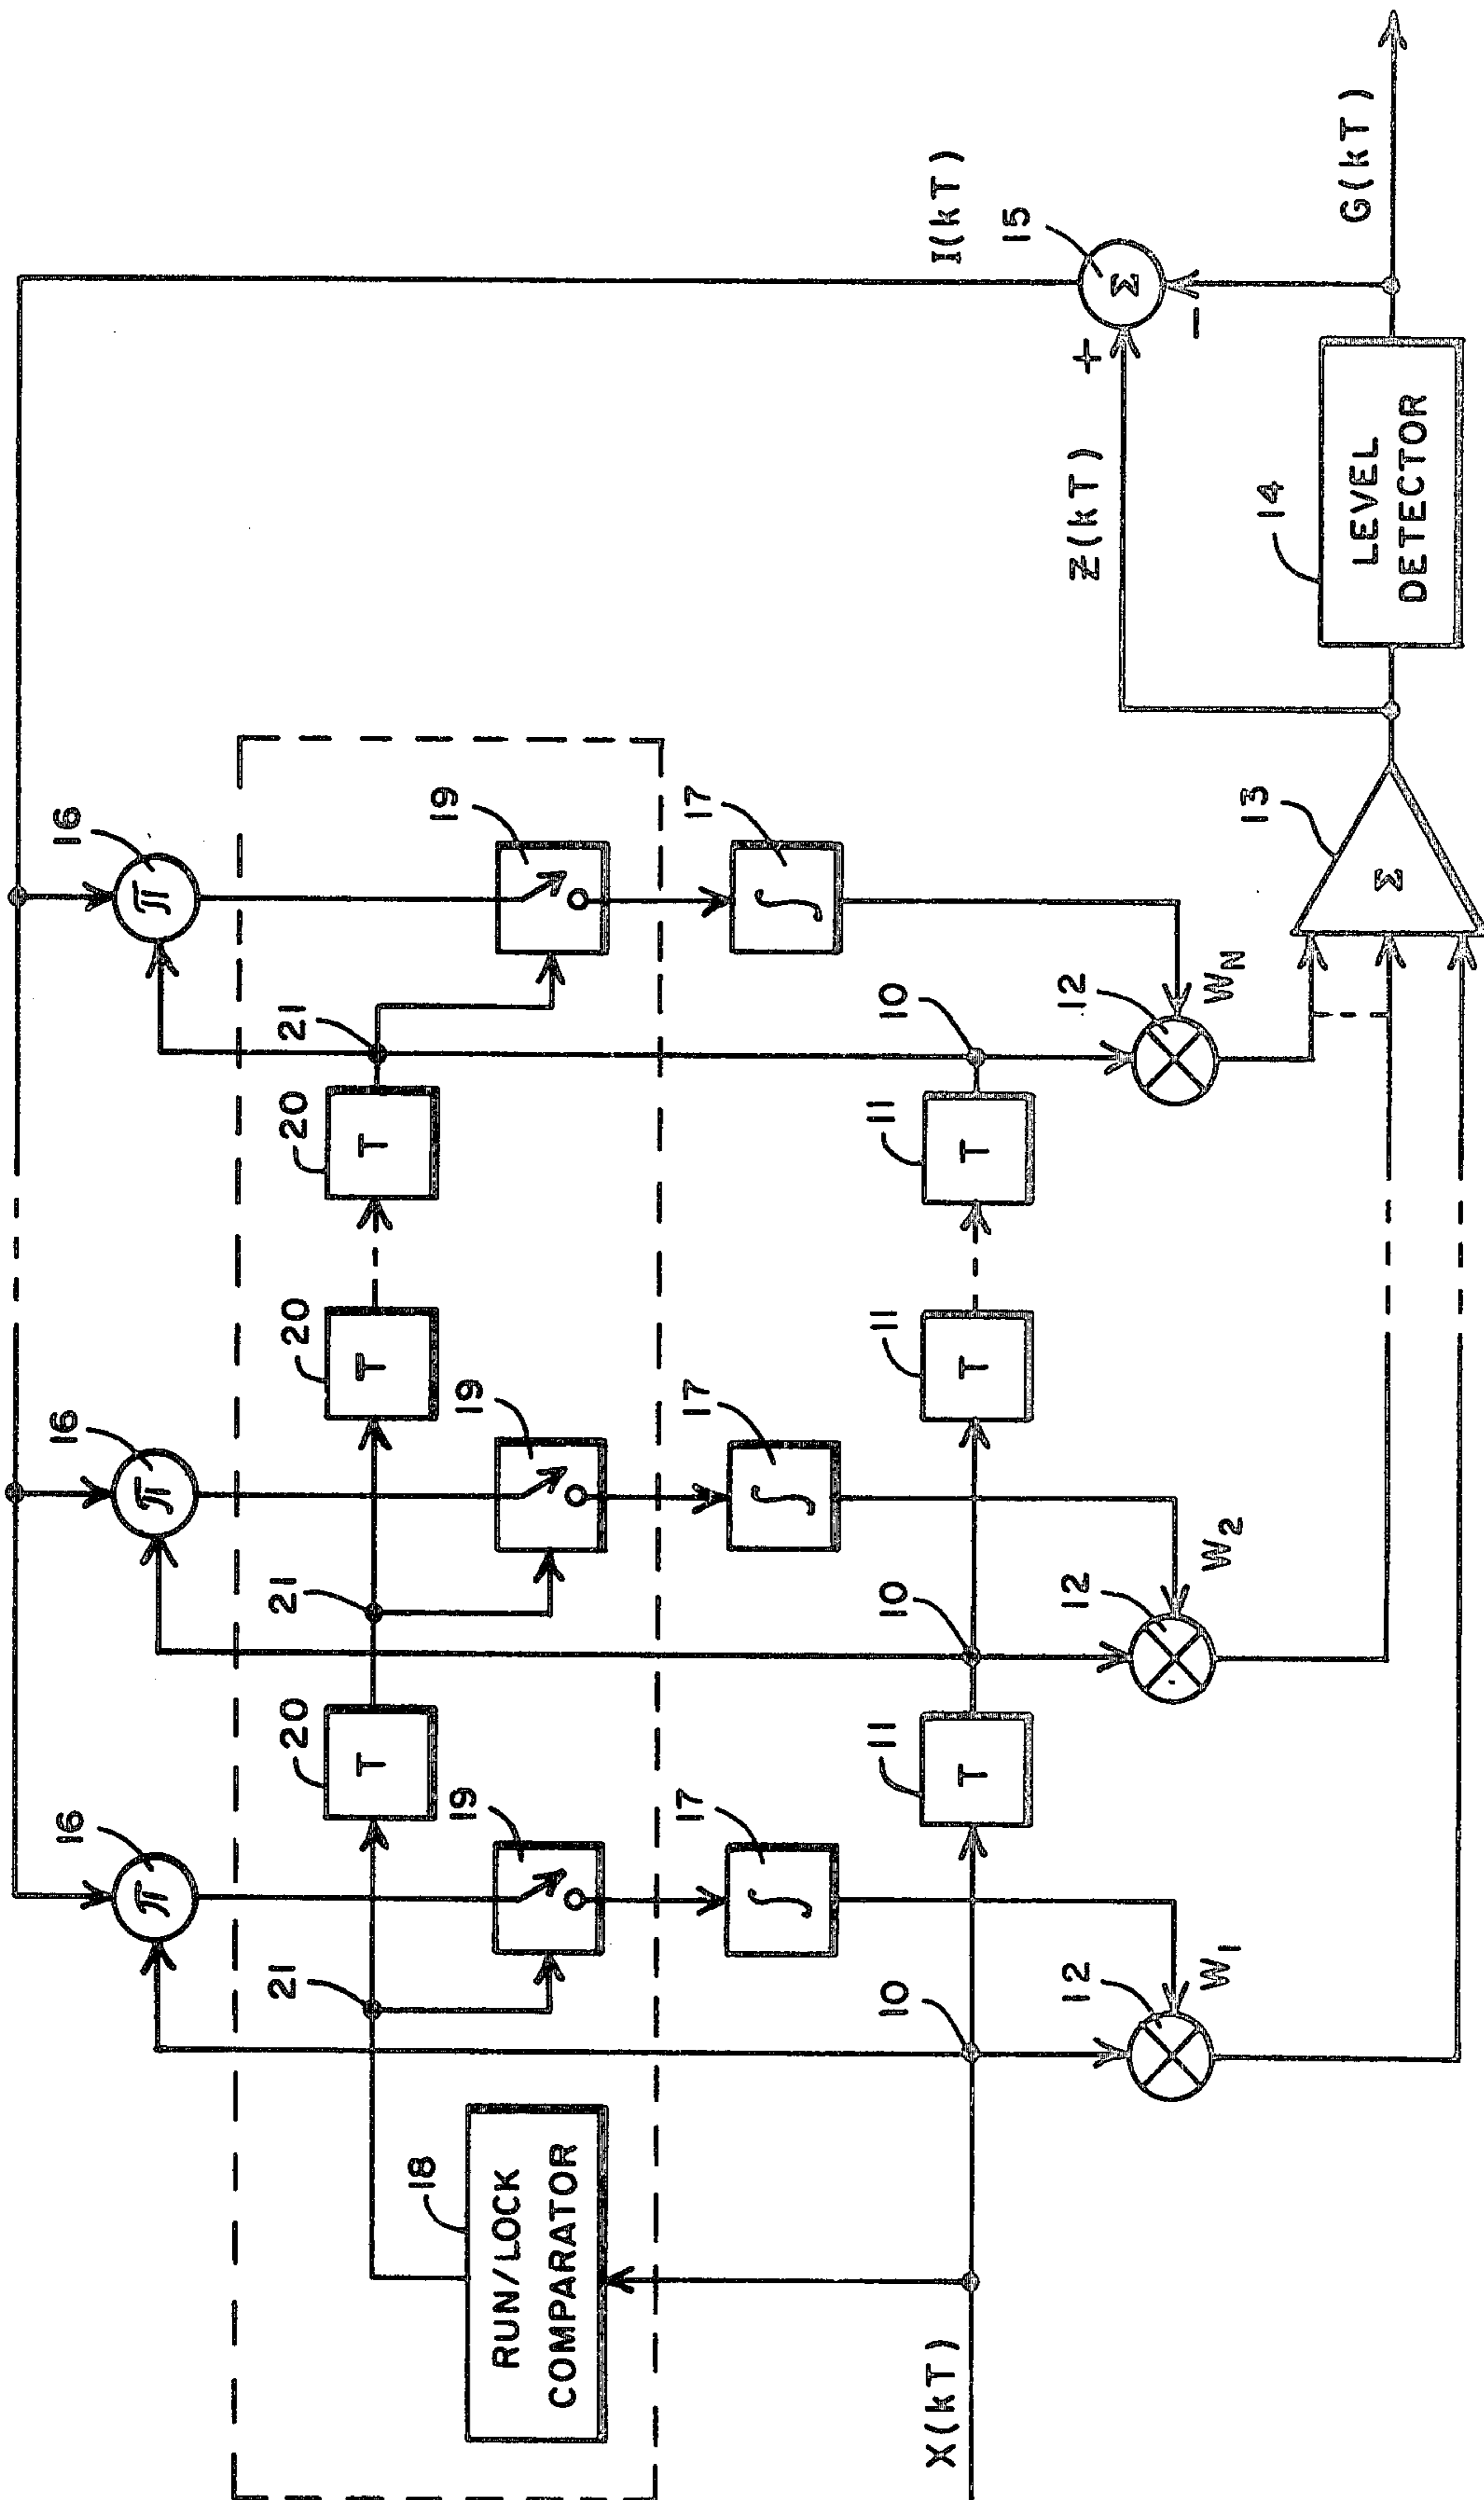 16
16
16
21
20
21
20
20
21
T
T
T
18
RUN/LOCK
COMPARATOR
19
19
19
17
17
17
∫
∫
∫
X(kT)
10
11
10
11
11
10
T
T
T
12
W1
12
W2
12
WN
π
π
π
13
Σ
Z(kT)
+
−
I(kT)
15
Σ
14
LEVEL
DETECTOR
G(kT)